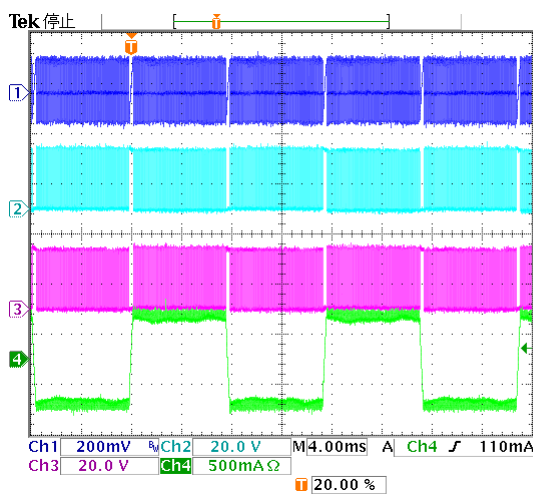 Tek 停止
T
T
1
2
3
4
Ch1 200mV BW Ch2 20.0 V M 4.00ms A Ch4 110mA
Ch3 20.0 V Ch4 500mA Ω
T 20.00 %